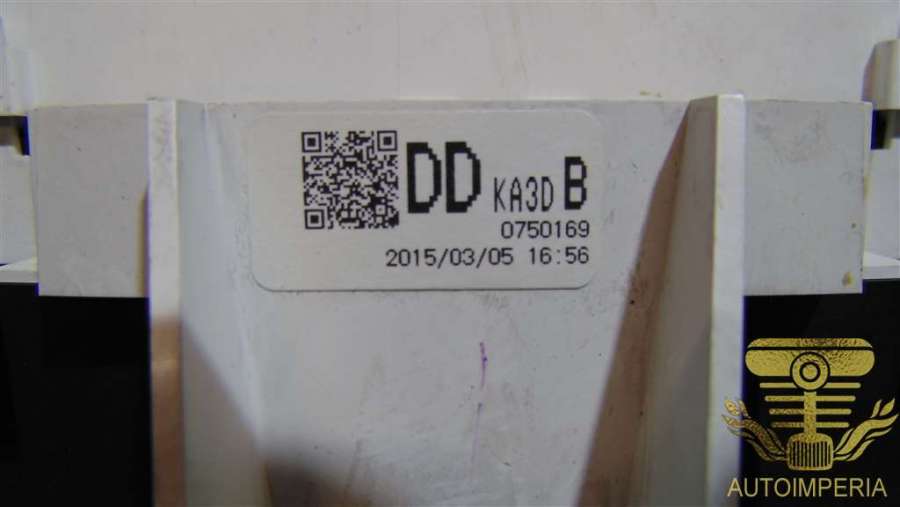 DD KA3D B
0750169
2015/03/05 16:56
AUTOIMPERIA